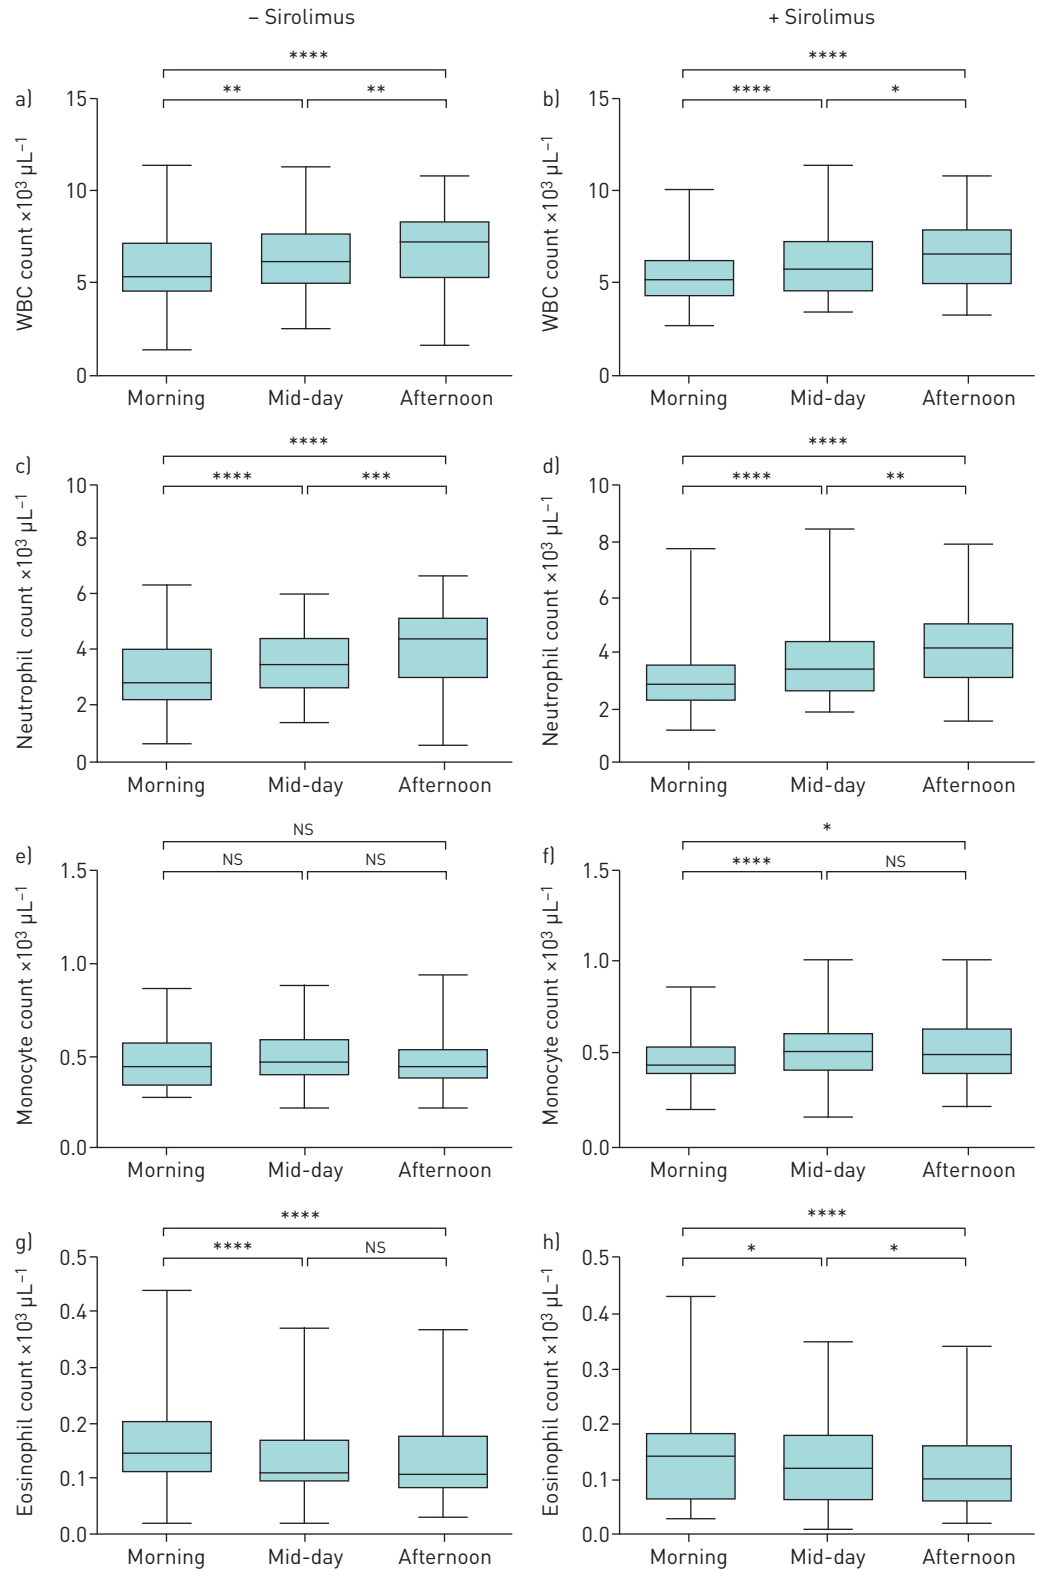 – Sirolimus
+ Sirolimus
a)
WBC count ×10³ µL⁻¹
****
**
**
15
10
5
0
Morning
Mid-day
Afternoon
b)
WBC count ×10³ µL⁻¹
****
****
*
15
10
5
0
Morning
Mid-day
Afternoon
c)
Neutrophil count ×10³ µL⁻¹
****
****
***
10
8
6
4
2
0
Morning
Mid-day
Afternoon
d)
Neutrophil count ×10³ µL⁻¹
****
****
**
10
8
6
4
2
0
Morning
Mid-day
Afternoon
e)
Monocyte count ×10³ µL⁻¹
NS
NS
NS
1.5
1.0
0.5
0.0
Morning
Mid-day
Afternoon
f)
Monocyte count ×10³ µL⁻¹
*
****
NS
1.5
1.0
0.5
0.0
Morning
Mid-day
Afternoon
g)
Eosinophil count ×10³ µL⁻¹
****
****
NS
0.5
0.4
0.3
0.2
0.1
0.0
Morning
Mid-day
Afternoon
h)
Eosinophil count ×10³ µL⁻¹
****
*
*
0.5
0.4
0.3
0.2
0.1
0.0
Morning
Mid-day
Afternoon